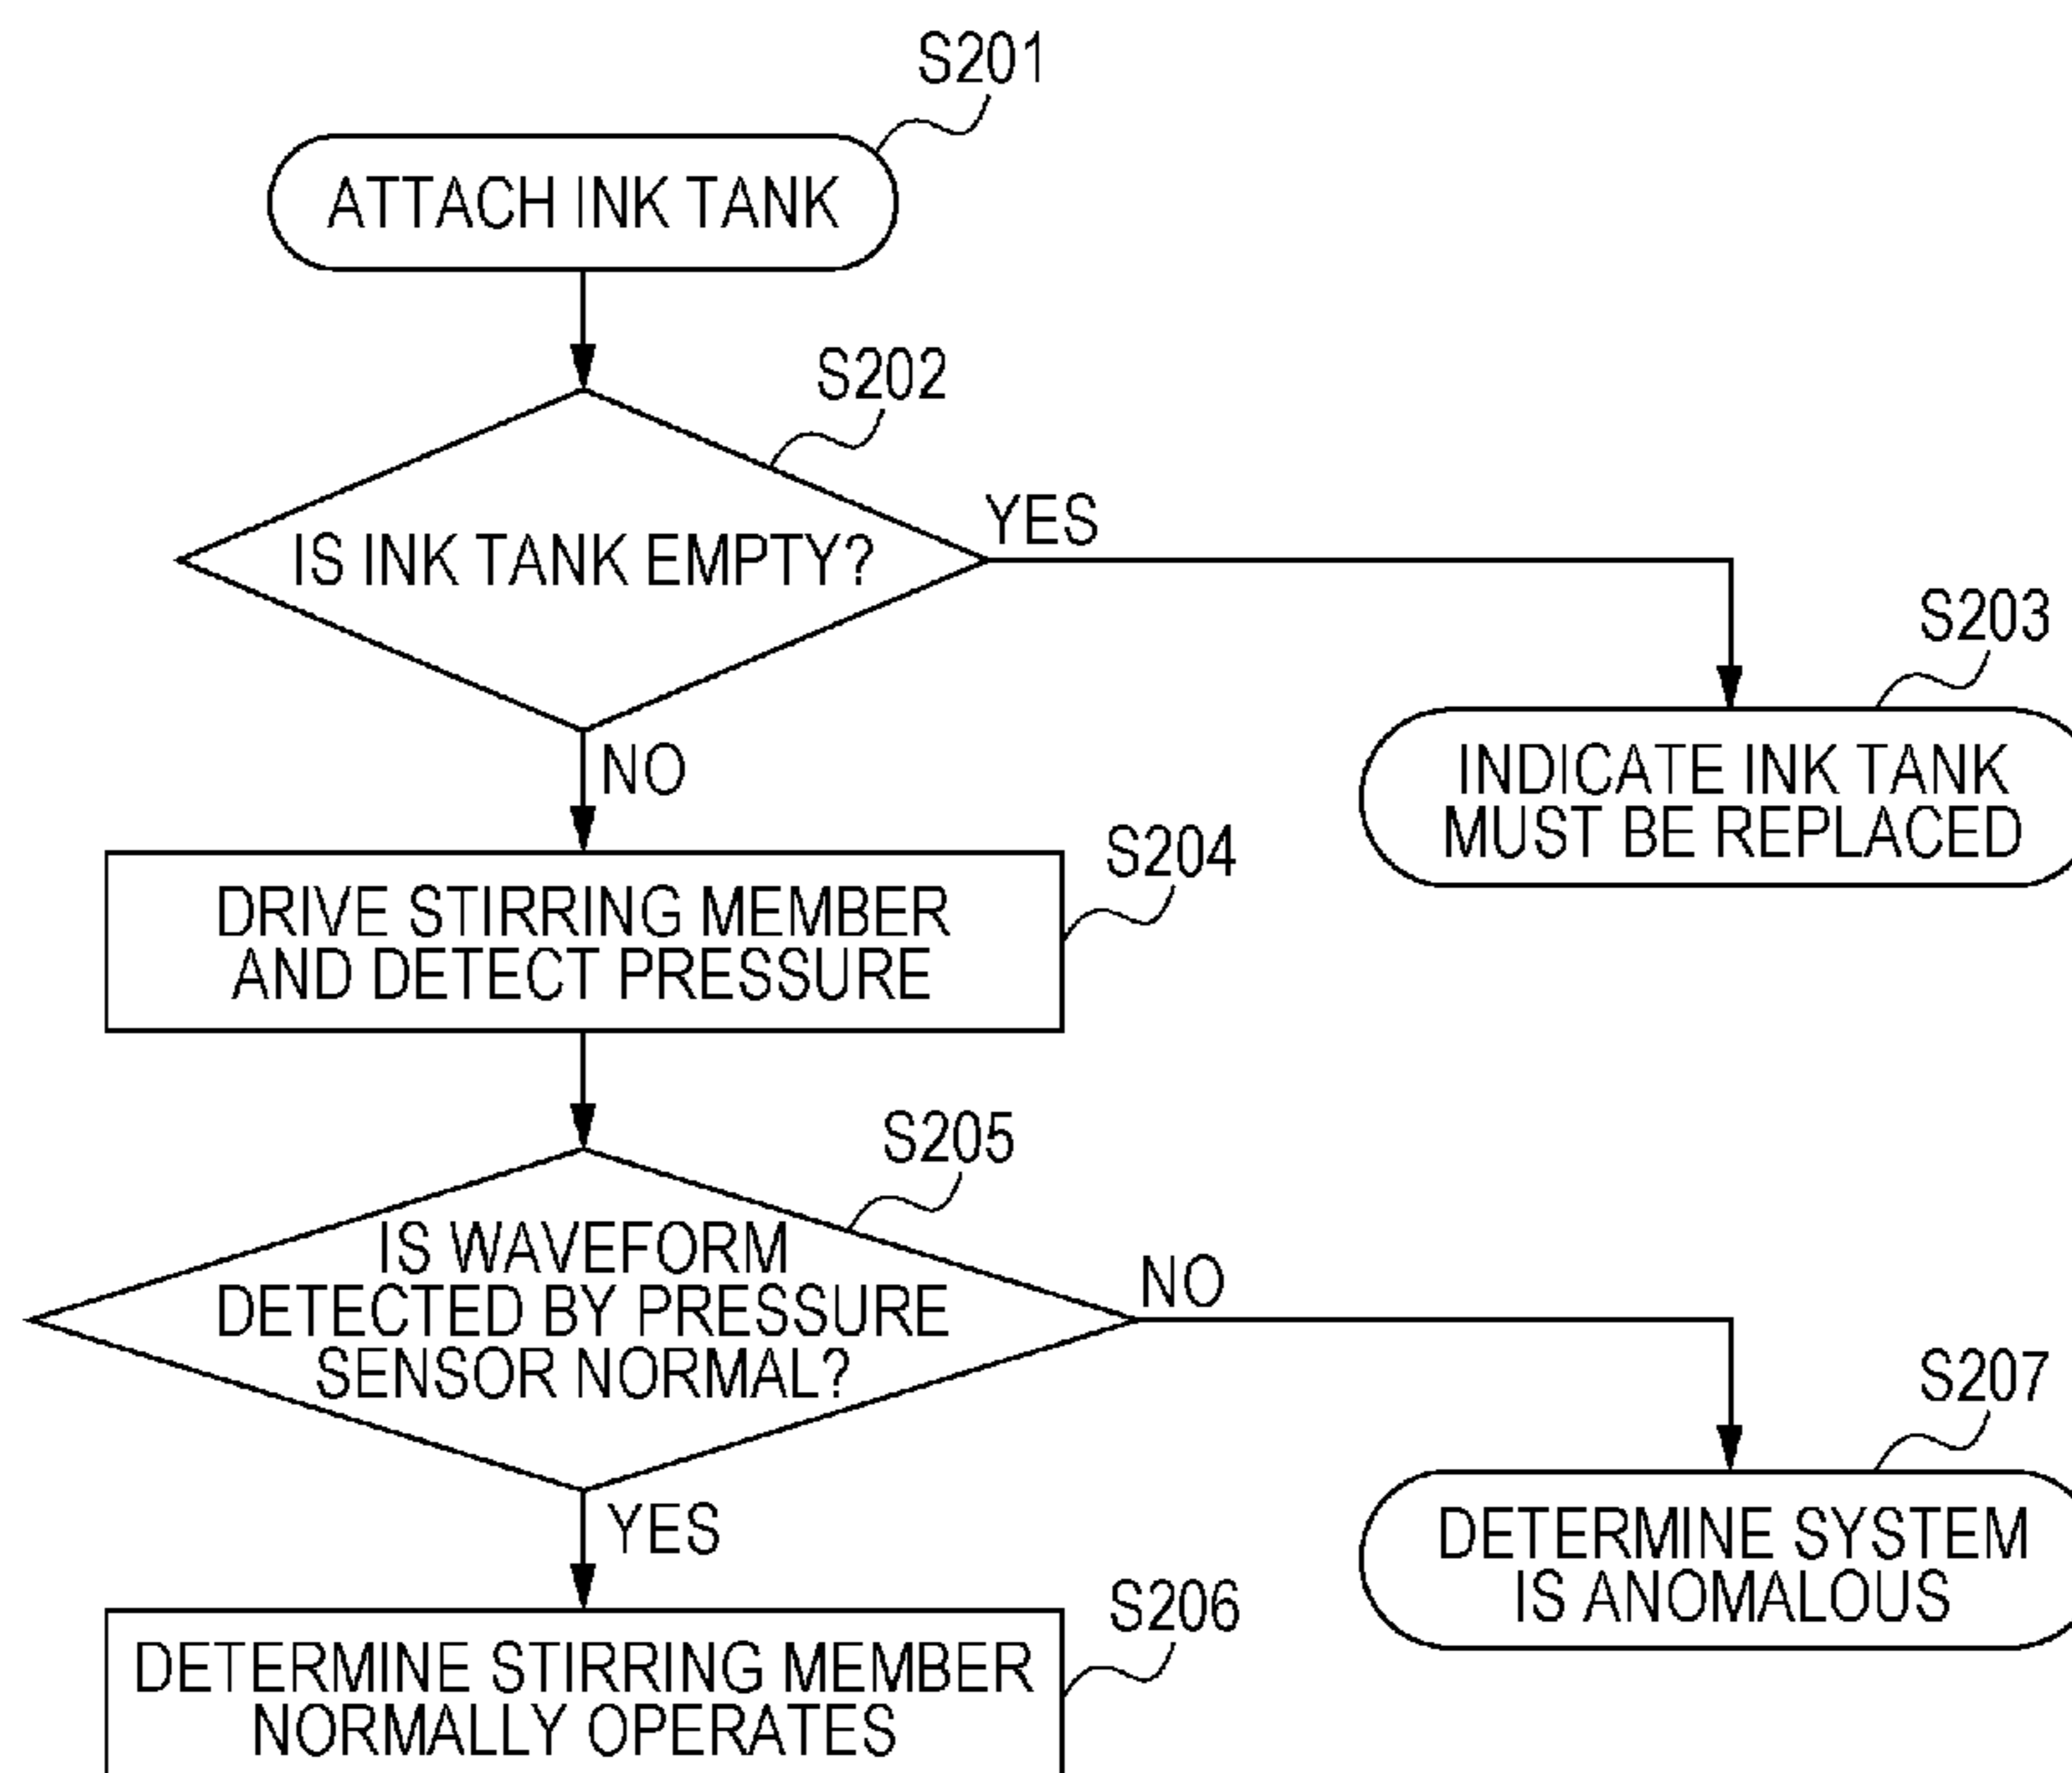 S201
ATTACH INK TANK
S202
IS INK TANK EMPTY?
YES
S203
INDICATE INK TANK
MUST BE REPLACED
NO
S204
DRIVE STIRRING MEMBER
AND DETECT PRESSURE
S205
IS WAVEFORM
DETECTED BY PRESSURE
SENSOR NORMAL?
NO
S207
DETERMINE SYSTEM
IS ANOMALOUS
YES
S206
DETERMINE STIRRING MEMBER
NORMALLY OPERATES